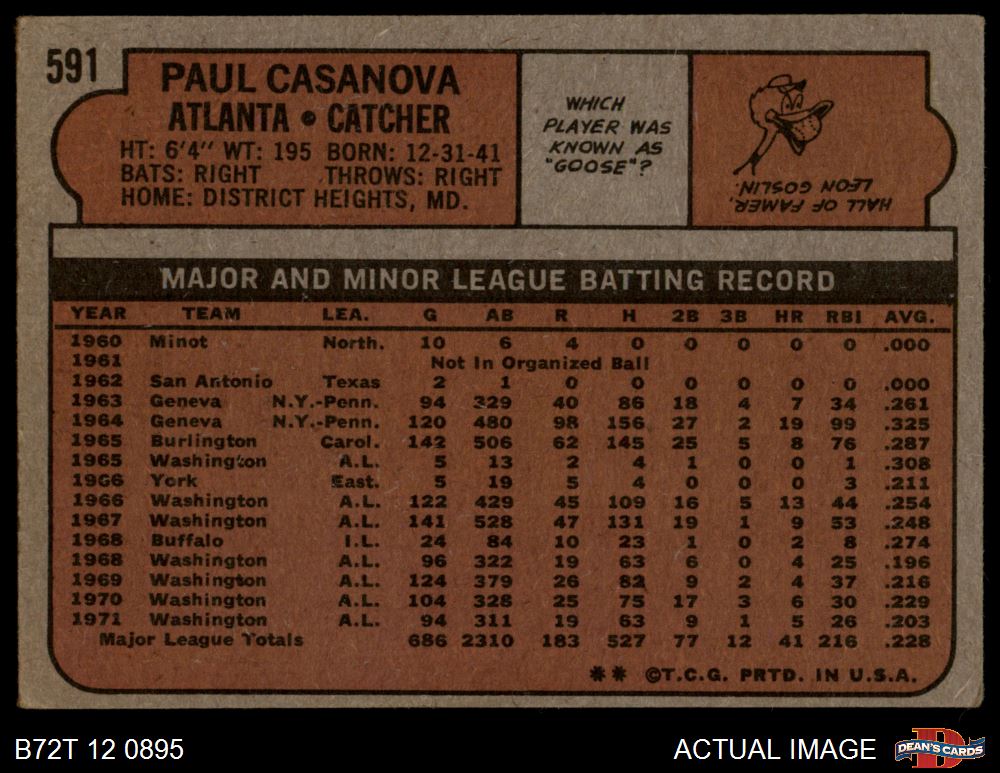 591
PAUL CASANOVA
ATLANTA • CATCHER
HT: 6'4" WT: 195 BORN: 12-31-41
BATS: RIGHT THROWS: RIGHT
HOME: DISTRICT HEIGHTS, MD.
WHICH
PLAYER WAS
KNOWN AS
"GOOSE"?
HALL OF FAMER,
LEON GOSLIN.
MAJOR AND MINOR LEAGUE BATTING RECORD
YEAR TEAM LEA. G AB R H 2B 3B HR RBI AVG.
1960 Minot North. 10 6 4 0 0 0 0 0 .000
1961 Not In Organized Ball
1962 San Antonio Texas 2 1 0 0 0 0 0 0 .000
1963 Geneva N.Y.-Penn. 94 329 40 86 18 4 7 34 .261
1964 Geneva N.Y.-Penn. 120 480 98 156 27 2 19 99 .325
1965 Burlington Carol. 142 506 62 145 25 5 8 76 .287
1965 Washington A.L. 5 13 2 4 1 0 0 1 .308
1966 York East. 5 19 5 4 0 0 0 3 .211
1966 Washington A.L. 122 429 45 109 16 5 13 44 .254
1967 Washington A.L. 141 528 47 131 19 1 9 53 .248
1968 Buffalo I.L. 24 84 10 23 1 0 2 8 .274
1968 Washington A.L. 96 322 19 63 6 0 4 25 .196
1969 Washington A.L. 124 379 26 82 9 2 4 37 .216
1970 Washington A.L. 104 328 25 75 17 3 6 30 .229
1971 Washington A.L. 94 311 19 63 9 1 5 26 .203
Major League Totals 686 2310 183 527 77 12 41 216 .228
** ©T.C.G. PRTD. IN U.S.A.
B72T 12 0895
ACTUAL IMAGE
D
DEAN'S CARDS